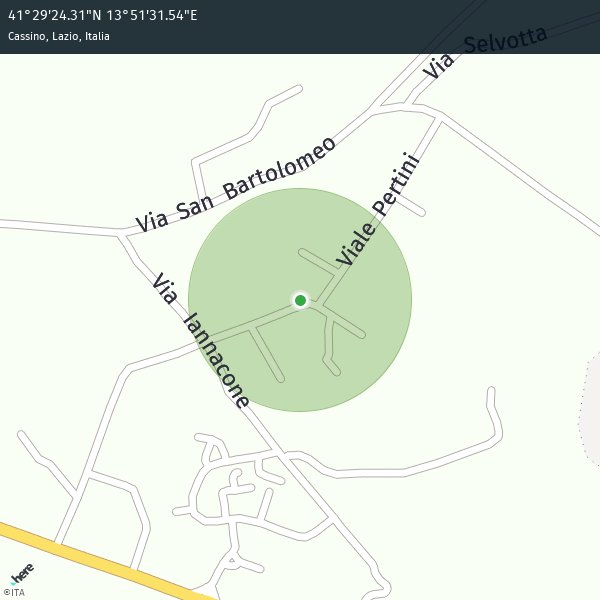 41°29'24.31"N 13°51'31.54"E
Cassino, Lazio, Italia
Via Selvotta
Via San Bartolomeo
Viale Pertini
Via Iannacone
here
©ITA